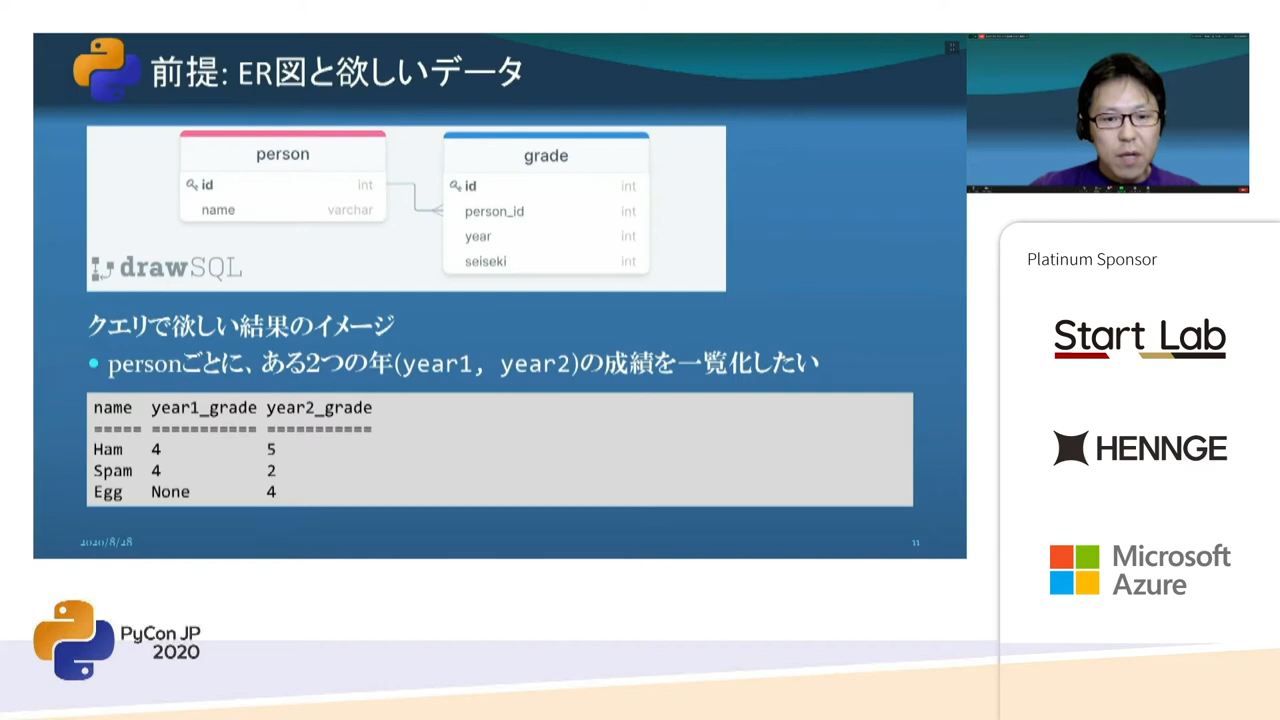 前提: ER図と欲しいデータ
person
id int
name varchar
grade
id int
person_id int
year int
seiseki int
drawSQL
クエリで欲しい結果のイメージ
• personごとに、ある2つの年(year1, year2)の成績を一覧化したい
name year1_grade year2_grade
===== =========== ===========
Ham 4 5
Spam 4 2
Egg None 4
2020/8/28
11
Platinum Sponsor
Start Lab
HENNGE
Microsoft
Azure
PyCon JP
2020